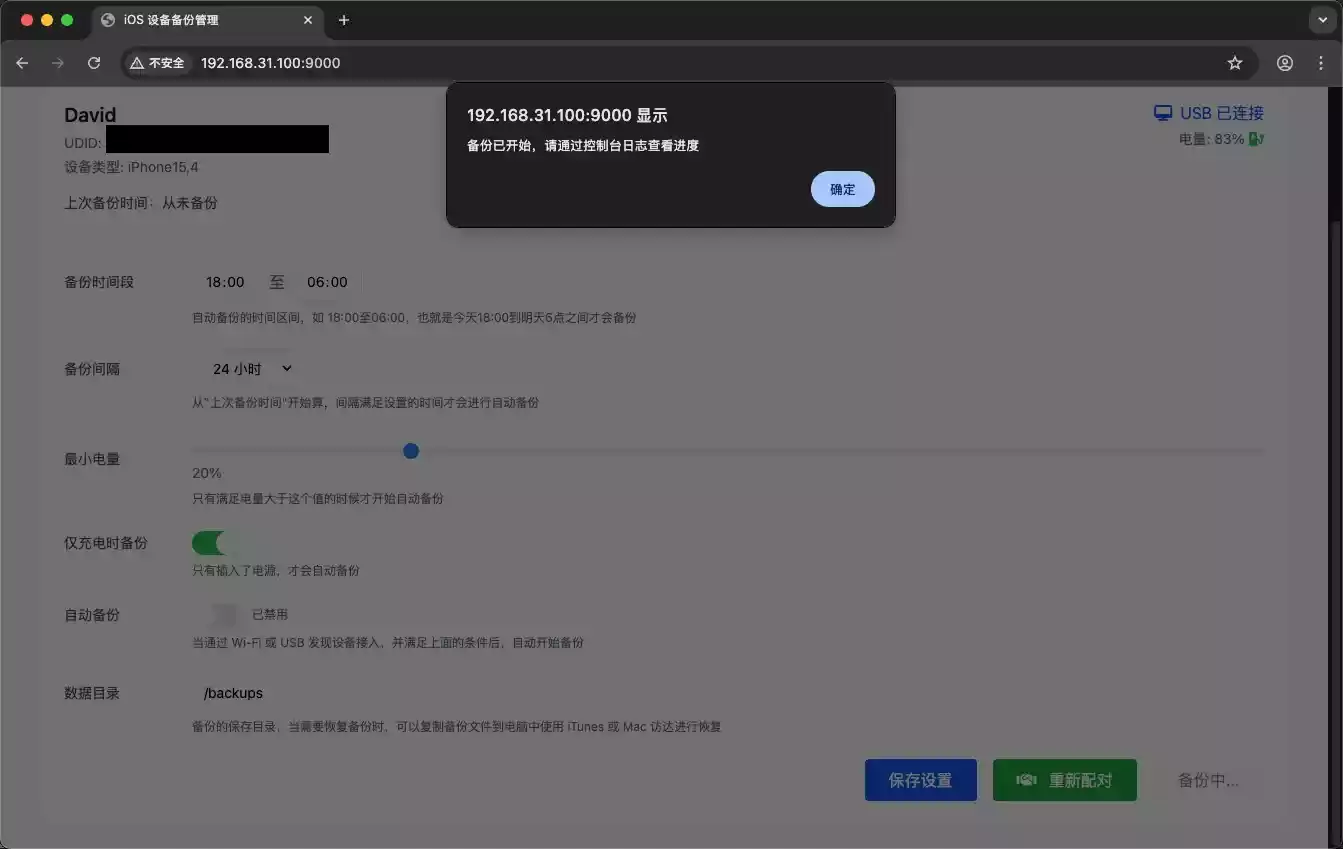 iOS 设备备份管理
不安全 192.168.31.100:9000
192.168.31.100:9000 显示
备份已开始，请通过控制台日志查看进度
确定
David
UDID:
设备类型: iPhone15,4
上次备份时间：从未备份
USB 已连接
电量: 83%
备份时间段 18:00 至 06:00
自动备份的时间区间，如 18:00至06:00，也就是今天18:00到明天6点之间才会备份
备份间隔 24 小时
从"上次备份时间"开始算，间隔满足设置的时间才会进行自动备份
最小电量
20%
只有满足电量大于这个值的时候才开始自动备份
仅充电时备份
只有插入了电源，才会自动备份
自动备份 已禁用
当通过 Wi-Fi 或 USB 发现设备接入，并满足上面的条件后，自动开始备份
数据目录 /backups
备份的保存目录，当需要恢复备份时，可以复制备份文件到电脑中使用 iTunes 或 Mac 访达进行恢复
保存设置 重新配对 备份中...